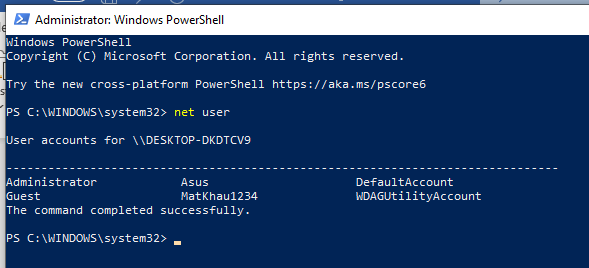 Administrator: Windows PowerShell
Windows PowerShell
Copyright (C) Microsoft Corporation. All rights reserved.
Try the new cross-platform PowerShell https://aka.ms/pscore6
PS C:\WINDOWS\system32> net user
User accounts for \\DESKTOP-DKDTCV9
-------------------------------------------------------------------------------
Administrator Asus DefaultAccount
Guest MatKhau1234 WDAGUtilityAccount
The command completed successfully.
PS C:\WINDOWS\system32>